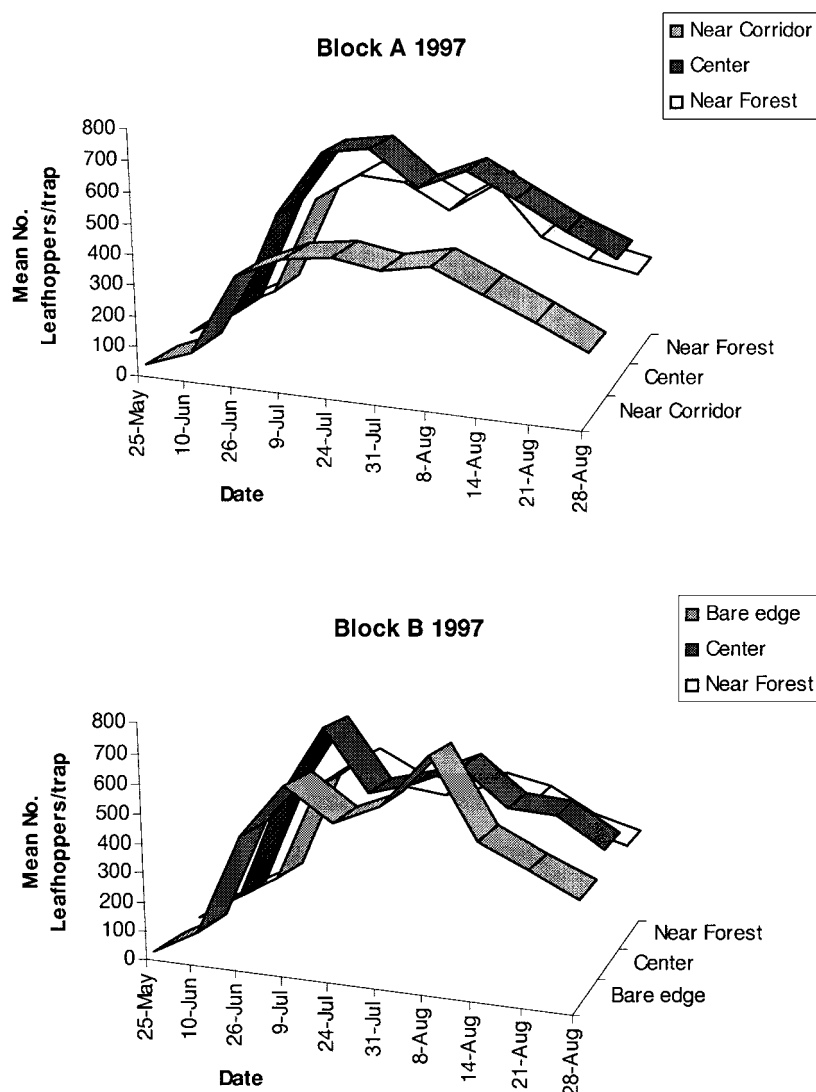 Block A 1997
Near Corridor
Center
Near Forest
Mean No.
Leafhoppers/trap
800
700
600
500
400
300
200
100
0
25-May
10-Jun
26-Jun
9-Jul
24-Jul
31-Jul
8-Aug
14-Aug
21-Aug
28-Aug
Date
Near Forest
Center
Near Corridor
Block B 1997
Bare edge
Center
Near Forest
Mean No.
Leafhoppers/trap
800
700
600
500
400
300
200
100
0
25-May
10-Jun
26-Jun
9-Jul
24-Jul
31-Jul
8-Aug
14-Aug
21-Aug
28-Aug
Date
Near Forest
Center
Bare edge